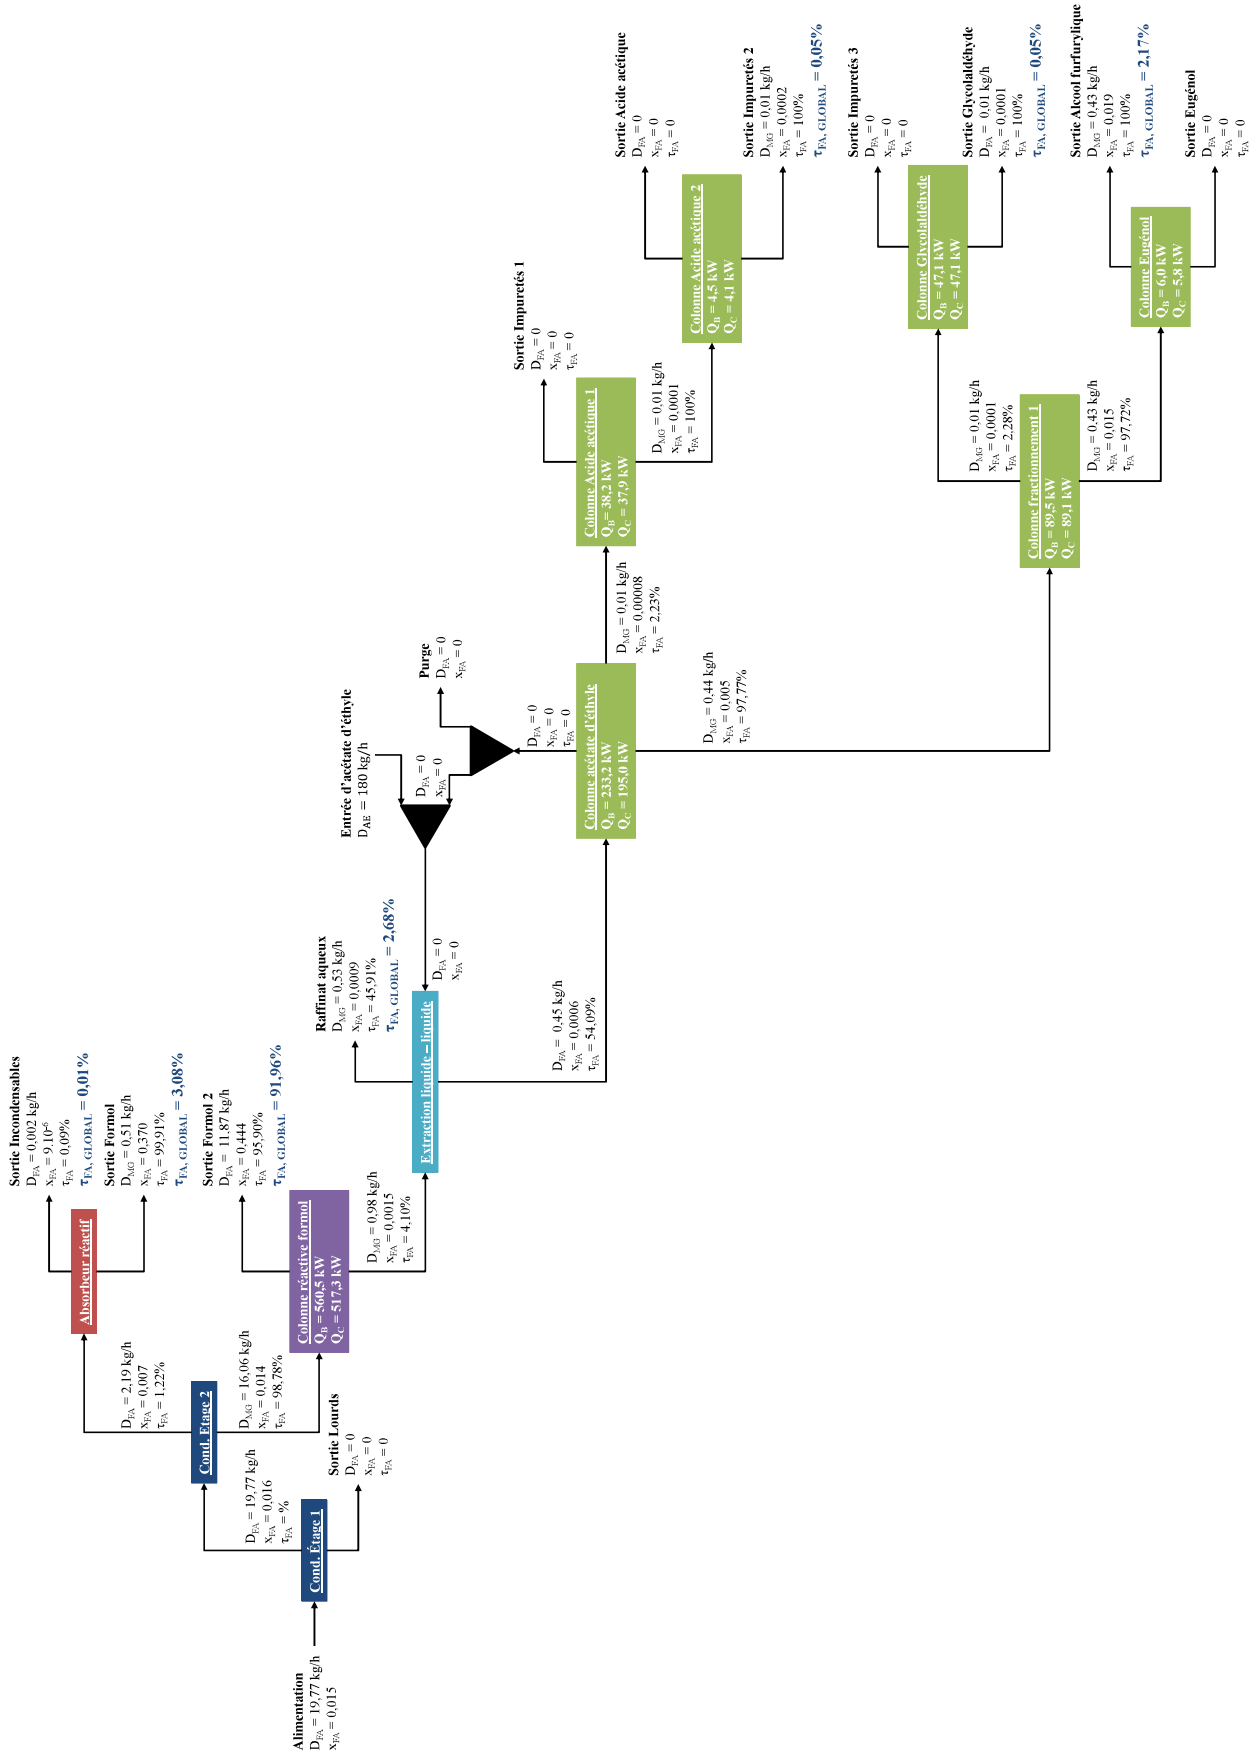 Alimentation
D_FA = 19,77 kg/h
x_FA = 0,015
Cond. Étage 1
D_FA = 19,77 kg/h
x_FA = 0,016
τ_FA = %
Sortie Lourds
D_FA = 0
x_FA = 0
τ_FA = 0
Cond. Etage 2
D_FA = 2,19 kg/h
x_FA = 0,007
τ_FA = 1,22%
D_MG = 16,06 kg/h
x_FA = 0,014
τ_FA = 98,78%
Absorbeur réactif
Sortie Incondensables
D_FA = 0,002 kg/h
x_FA = 9.10⁻⁶
τ_FA = 0,09%
τ_FA, GLOBAL = 0,01%
Sortie Formol
D_MG = 0,51 kg/h
x_FA = 0,370
τ_FA = 99,91%
τ_FA, GLOBAL = 3,08%
Colonne réactive formol
Q_B = 560,5 kW
Q_C = 517,3 kW
Sortie Formol 2
D_FA = 11.87 kg/h
x_FA = 0,444
τ_FA = 95,90%
τ_FA, GLOBAL = 91,96%
D_MG = 0,98 kg/h
x_FA = 0,0015
τ_FA = 4,10%
Extraction liquide – liquide
Raffinat aqueux
D_MG = 0,53 kg/h
x_FA = 0,0009
τ_FA = 45,91%
τ_FA, GLOBAL = 2,68%
D_FA = 0
x_FA = 0
D_FA = 0,45 kg/h
x_FA = 0,0006
τ_FA = 54,09%
Entrée d'acétate d'éthyle
D_AE = 180 kg/h
D_FA = 0
x_FA = 0
Purge
D_FA = 0
x_FA = 0
D_FA = 0
x_FA = 0
τ_FA = 0
Colonne acétate d'éthyle
Q_B = 233,2 kW
Q_C = 195,0 kW
D_MG = 0,01 kg/h
x_FA = 0,00008
τ_FA = 2,23%
D_MG = 0,44 kg/h
x_FA = 0,005
τ_FA = 97,77%
Colonne Acide acétique 1
Q_B = 38,2 kW
Q_C = 37,9 kW
Sortie Impuretés 1
D_FA = 0
x_FA = 0
τ_FA = 0
D_MG = 0,01 kg/h
x_FA = 0,0001
τ_FA = 100%
Colonne Acide acétique 2
Q_B = 4,5 kW
Q_C = 4,1 kW
Sortie Acide acétique
D_FA = 0
x_FA = 0
τ_FA = 0
Sortie Impuretés 2
D_MG = 0,01 kg/h
x_FA = 0,0002
τ_FA = 100%
τ_FA, GLOBAL = 0,05%
Colonne fractionnement 1
Q_B = 89,5 kW
Q_C = 89,1 kW
D_MG = 0,01 kg/h
x_FA = 0,0001
τ_FA = 2,28%
D_MG = 0,43 kg/h
x_FA = 0,015
τ_FA = 97,72%
Colonne Glycolaldéhyde
Q_B = 47,1 kW
Q_C = 47,1 kW
Sortie Impuretés 3
D_FA = 0
x_FA = 0
τ_FA = 0
Sortie Glycolaldéhyde
D_FA = 0,01 kg/h
x_FA = 0,0001
τ_FA = 100%
τ_FA, GLOBAL = 0,05%
Colonne Eugénol
Q_B = 6,0 kW
Q_C = 5,8 kW
Sortie Alcool furfurylique
D_MG = 0,43 kg/h
x_FA = 0,019
τ_FA = 100%
τ_FA, GLOBAL = 2,17%
Sortie Eugénol
D_FA = 0
x_FA = 0
τ_FA = 0